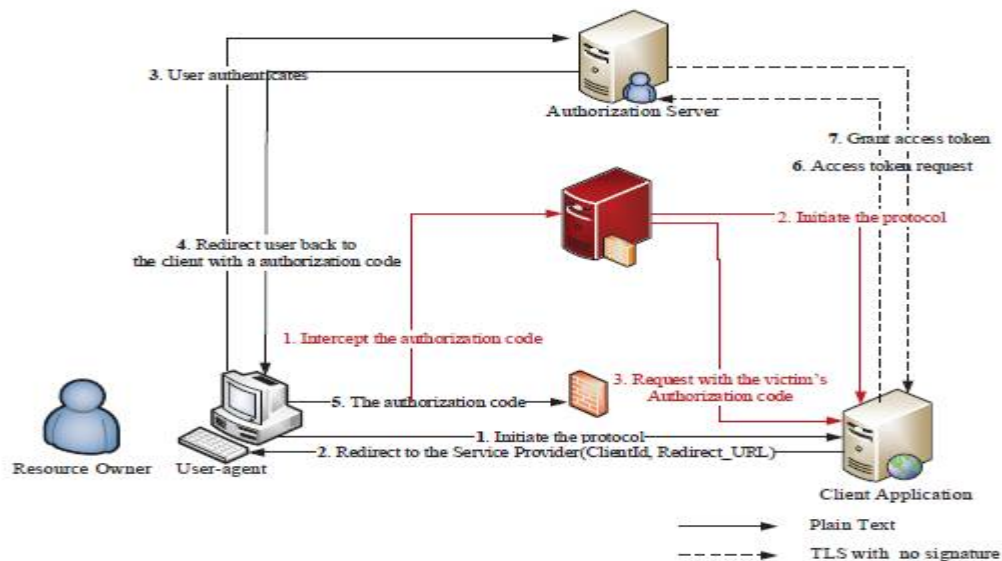 3. User authenticates
Authorization Server
7. Grant access token
6. Access token request
2. Initiate the protocol
4. Redirect user back to
the client with a authorization code
1. Intercept the authorization code
3. Request with the victim's
Authorization code
5. The authorization code
1. Initiate the protocol
2. Redirect to the Service Provider(ClientId, Redirect_URL)
Resource Owner
User-agent
Client Application
Plain Text
TLS with no signature